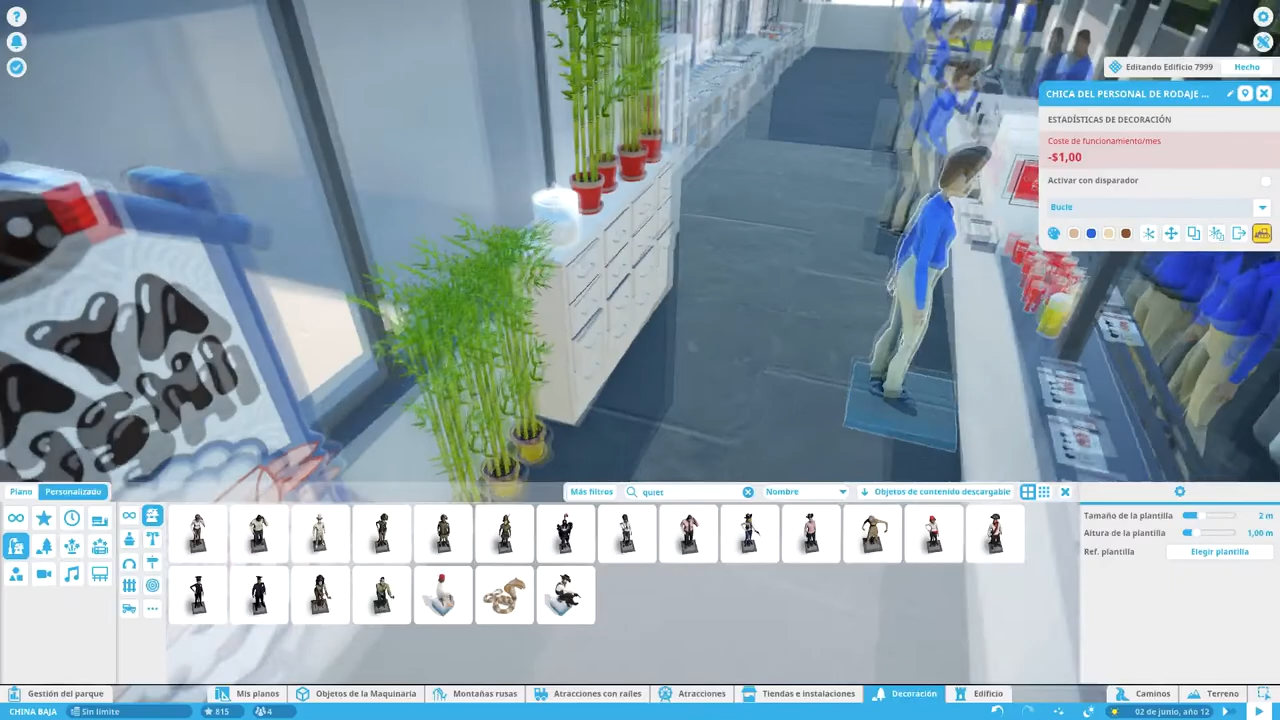 Editando Edificio 7999
Hecho
CHICA DEL PERSONAL DE RODAJE ...
ESTADÍSTICAS DE DECORACIÓN
Coste de funcionamiento/mes
-$1,00
Activar con disparador
Bucle
Piano
Personalizado
Más filtros
quiet
Nombre
Objetos de contenido descargable
Tamaño de la plantilla
2 m
Altura de la plantilla
1,00 m
Ref. plantilla
Elegir plantilla
Gestión del parque
Mis planos
Objetos de la Maquinaria
Montañas rusas
Atracciones con raíles
Atracciones
Tiendas e instalaciones
Decoración
Edificio
Caminos
Terreno
CHINA BAJA
Sin límite
815
4
02 de junio, año 12